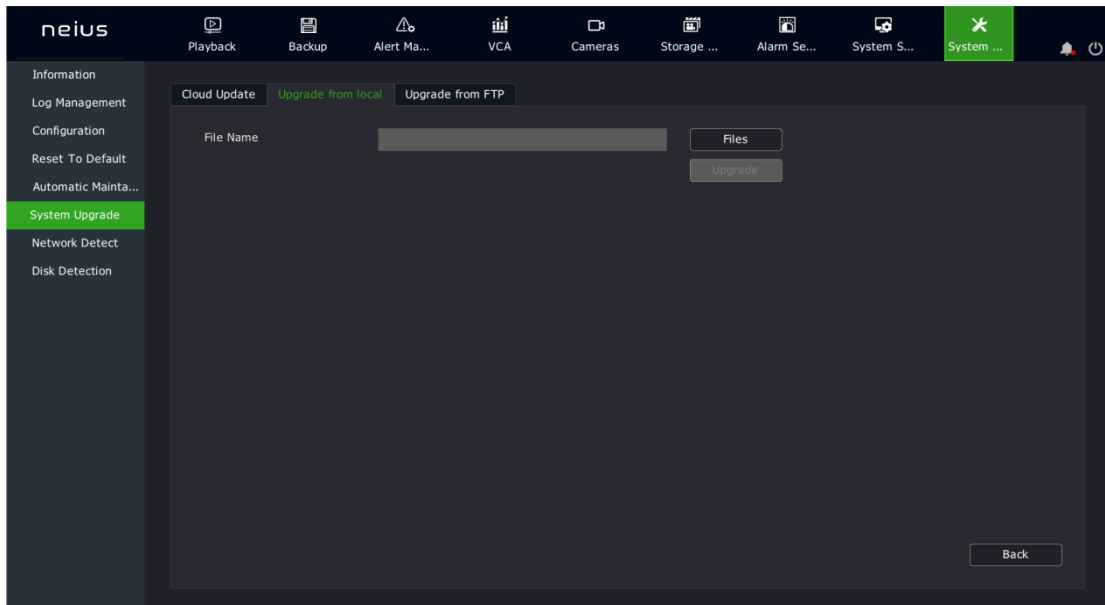 neius
Playback
Backup
Alert Ma...
VCA
Cameras
Storage ...
Alarm Se...
System S...
System ...
Information
Log Management
Configuration
Reset To Default
Automatic Mainta...
System Upgrade
Network Detect
Disk Detection
Cloud Update
Upgrade from local
Upgrade from FTP
File Name
Files
Upgrade
Back